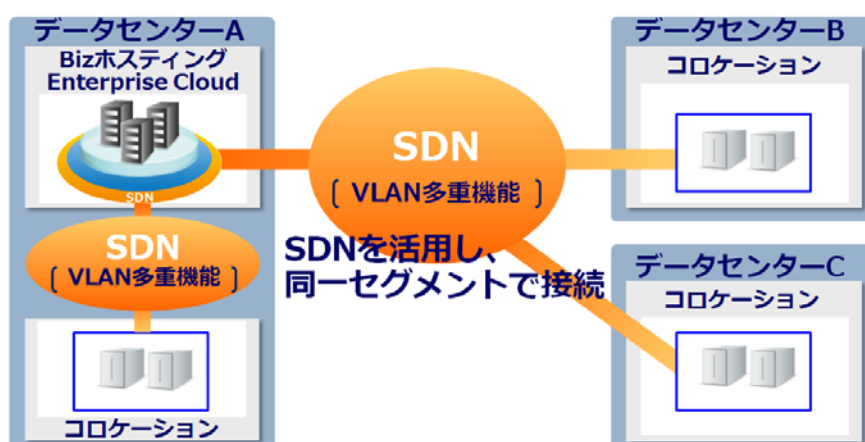 データセンターA
Bizホスティング
Enterprise Cloud
SDN
SDN
〔 VLAN多重機能 〕
コロケーション
SDN
〔 VLAN多重機能 〕
SDNを活用し、
同一セグメントで接続
データセンターB
コロケーション
データセンターC
コロケーション